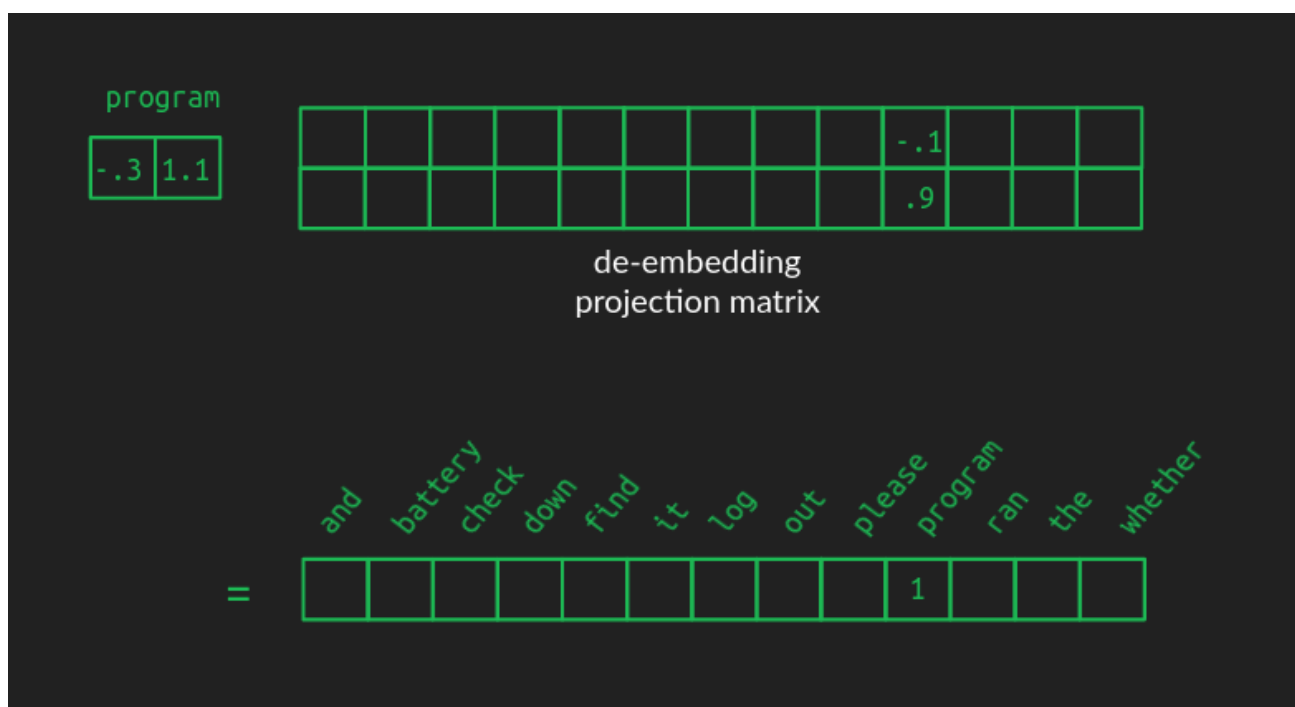 program
-.3 1.1
-.1
.9
de-embedding
projection matrix
and battery check down find it log out please program ran the whether
= 1